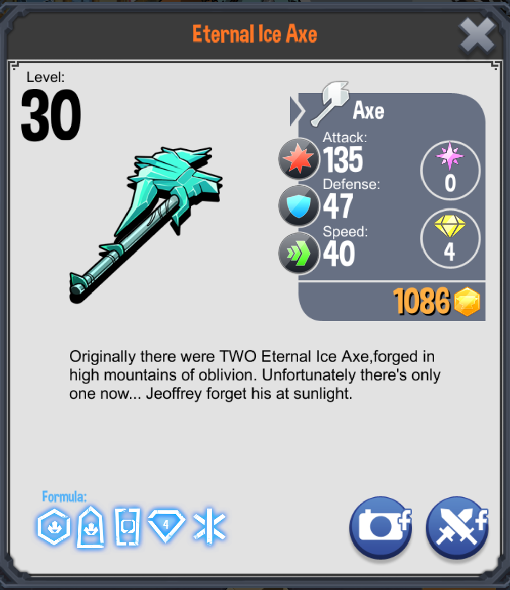 Eternal Ice Axe
Level:
30
Axe
Attack:
135
0
Defense:
47
Speed:
40
4
1086
Originally there were TWO Eternal Ice Axe,forged in
high mountains of oblivion. Unfortunately there's only
one now... Jeoffrey forget his at sunlight.
Formula:
4
f
f